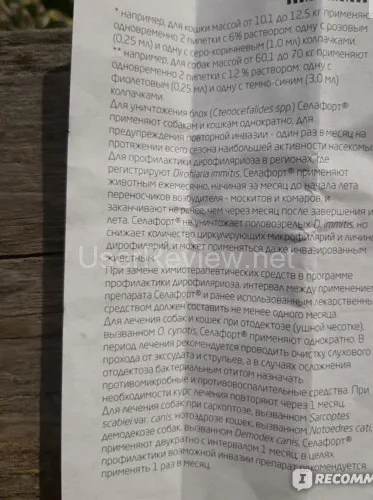 * например, для кошки массой от 10,1 до 12,5 кг применяют
одновременно 2 пипетки с 6% раствором: одну с розовым
(0,25 мл) и одну с серо-коричневым (1,0 мл) колпачками.
** например, для собак массой от 60,1 до 70 кг применяют
одновременно 2 пипетки с 12 % раствором: одну с
фиолетовым (0,25 мл) и одну с темно-синим (3,0 мл)
колпачками.
Для уничтожения блох (Ctenocefalides spp.) Селафорт®
применяют собакам и кошкам однократно, для
предупреждения повторной инвазии - один раз в месяц на
протяжении всего сезона наибольшей активности насекомых
Для профилактики дирофиляриоза в регионах, где
регистрируют Dirofilaria immitis, Селафорт® применяют
животным ежемесячно, начиная за месяц до начала лета
переносчиков возбудителя - москитов и комаров, и
заканчивают не ранее, чем через месяц после завершения и
лета. Селафорт® не уничтожает половозрелых D. immitis, но
снижает количество циркулирующих микрофилярий и личин
дирофилярий, и может применяться даже инвазированным
животным.
При замене химиотерапевтических средств в программе
профилактики дирофиляриоза, интервал между применением
препарата Селафорт® и ранее использованным лекарственны
средством должен составить не менее одного месяца.
Для лечения собак и кошек при отодектозе (ушной чесотке),
вызванном O. cynotis, Селафорт® применяют однократно. В
период лечения рекомендуется проводить очистку слухового
прохода от экссудата и струпьев, а в случаях осложнения
отодектоза бактериальным отитом назначать
противомикробные и противовоспалительные средства. При
необходимости курс лечения повторяют через 1 месяц.
Для лечения собак при саркоптозе, вызванном Sarcoptes
scabiei var. canis, нотоэдрозе кошек, вызванном Notoedres cati,
демодекозе собак, вызванном Demodex canis, Селафорт®
применяют двукратно с интервалом 1 месяц, в целях
профилактики возможной инвазии препарат рекомендуется
применять 1 раз в месяц.
UserReview.net
I RECOMMEND